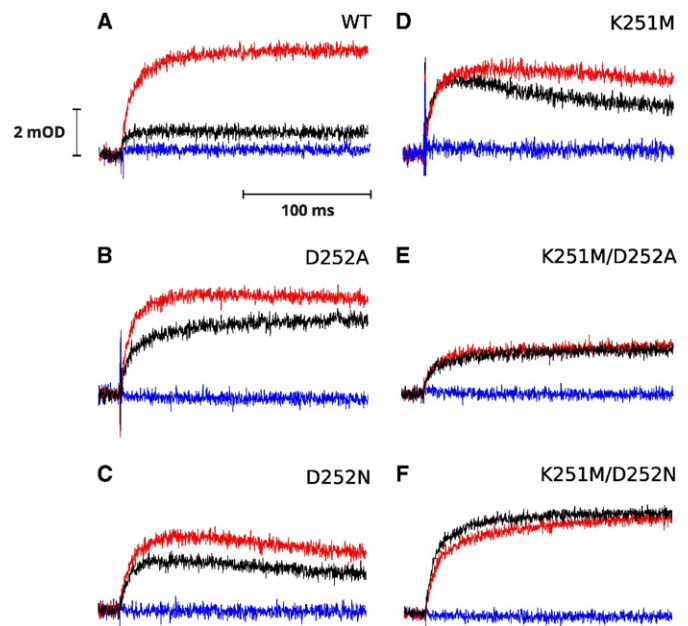 A WT
2 mOD
100 ms
B D252A
C D252N
D K251M
E K251M/D252A
F K251M/D252N